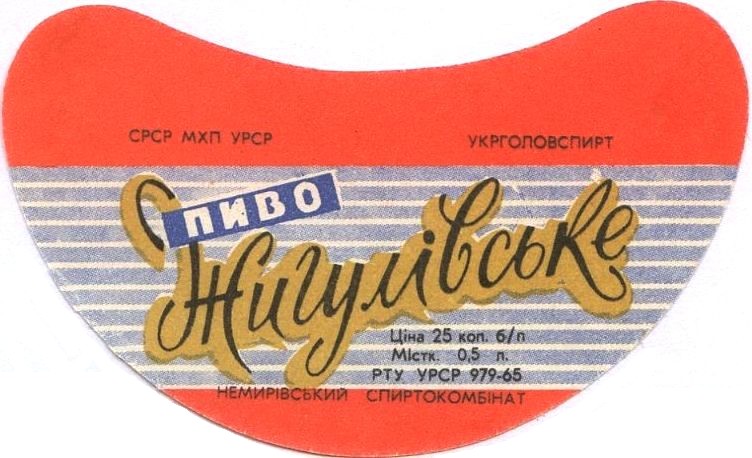 СРСР МХП УРСР
УКРГОЛОВСПИРТ
ПИВО
Жигулівське
Ціна 25 коп. б/п
Містк. 0,5 л.
РТУ УРСР 979-65
НЕМИРІВСЬКИЙ СПИРТОКОМБІНАТ